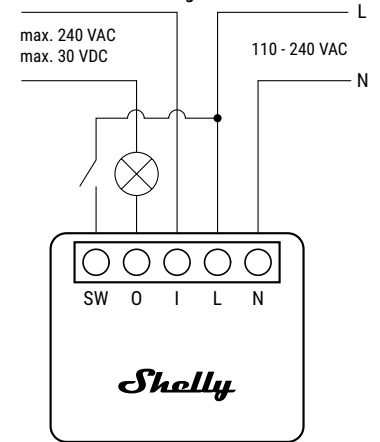 L
max. 240 VAC
max. 30 VDC
110 - 240 VAC
N
SW O I L N
Shelly